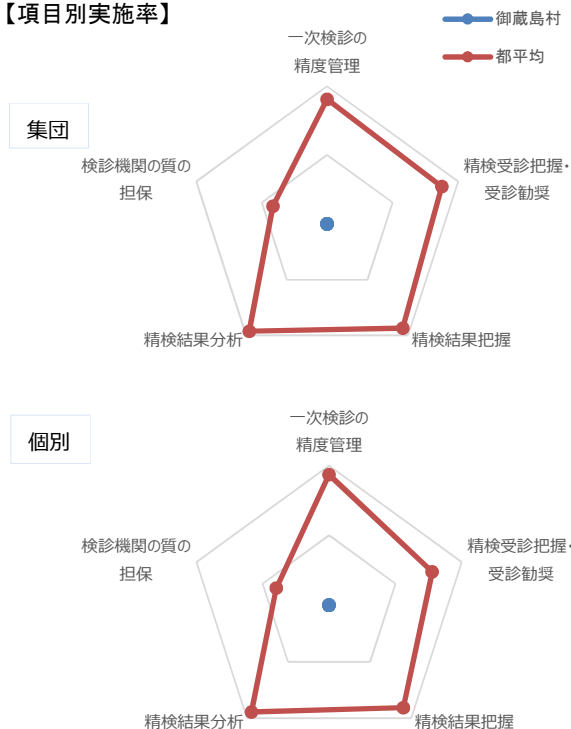 【項目別実施率】
御蔵島村
都平均
集団
一次検診の
精度管理
精検受診把握・
受診勧奨
精検結果把握
精検結果分析
検診機関の質の
担保
個別
一次検診の
精度管理
精検受診把握・
受診勧奨
精検結果把握
精検結果分析
検診機関の質の
担保